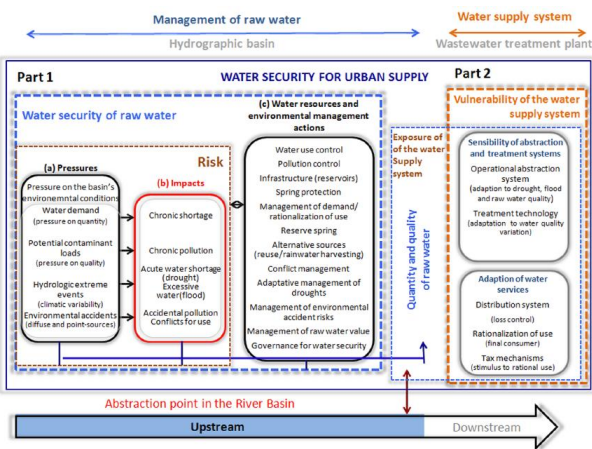 Management of raw water
Water supply system
Hydrographic basin
Wastewater treatment plant
Part 1
WATER SECURITY FOR URBAN SUPPLY
Part 2
Water security of raw water
(c) Water resources and
environmental management
actions
Vulnerability of the water
supply system
Risk
(a) Pressures
Pressure on the basin's
environemntal conditions
Water demand
(pressure on quantity)
Potential contaminant
loads
(pressure on quality)
Hydrologic extreme
events
(climatic variability)
Environmental accidents
(diffuse and point-sources)
(b) Impacts
Chronic shortage
Chronic pollution
Acute water shortage
(drought)
Excessive
water(flood)
Accidental pollution
Conflicts for use
Water use control
Pollution control
Infrastructure (reservoirs)
Spring protection
Management of demand/
rationalization of use
Reserve spring
Alternative sources
(reuse/rainwater harvesting)
Conflict management
Adaptative management of
droughts
Management of environmental
accident risks
Management of raw water value
Governance for water security
Exposure of
of the water
Supply
system
Quantity and quality
of raw water
Sensibility of abstraction
and treatment systems
Operational abstraction
system
(adaption to drought, flood
and raw water quality)
Treatment technology
(adaptation to water quality
variation)
Adaption of water
services
Distribution system
(loss control)
Rationalization of use
(final consumer)
Tax mechanisms
(stimulus to rational use)
Abstraction point in the River Basin
Upstream
Downstream